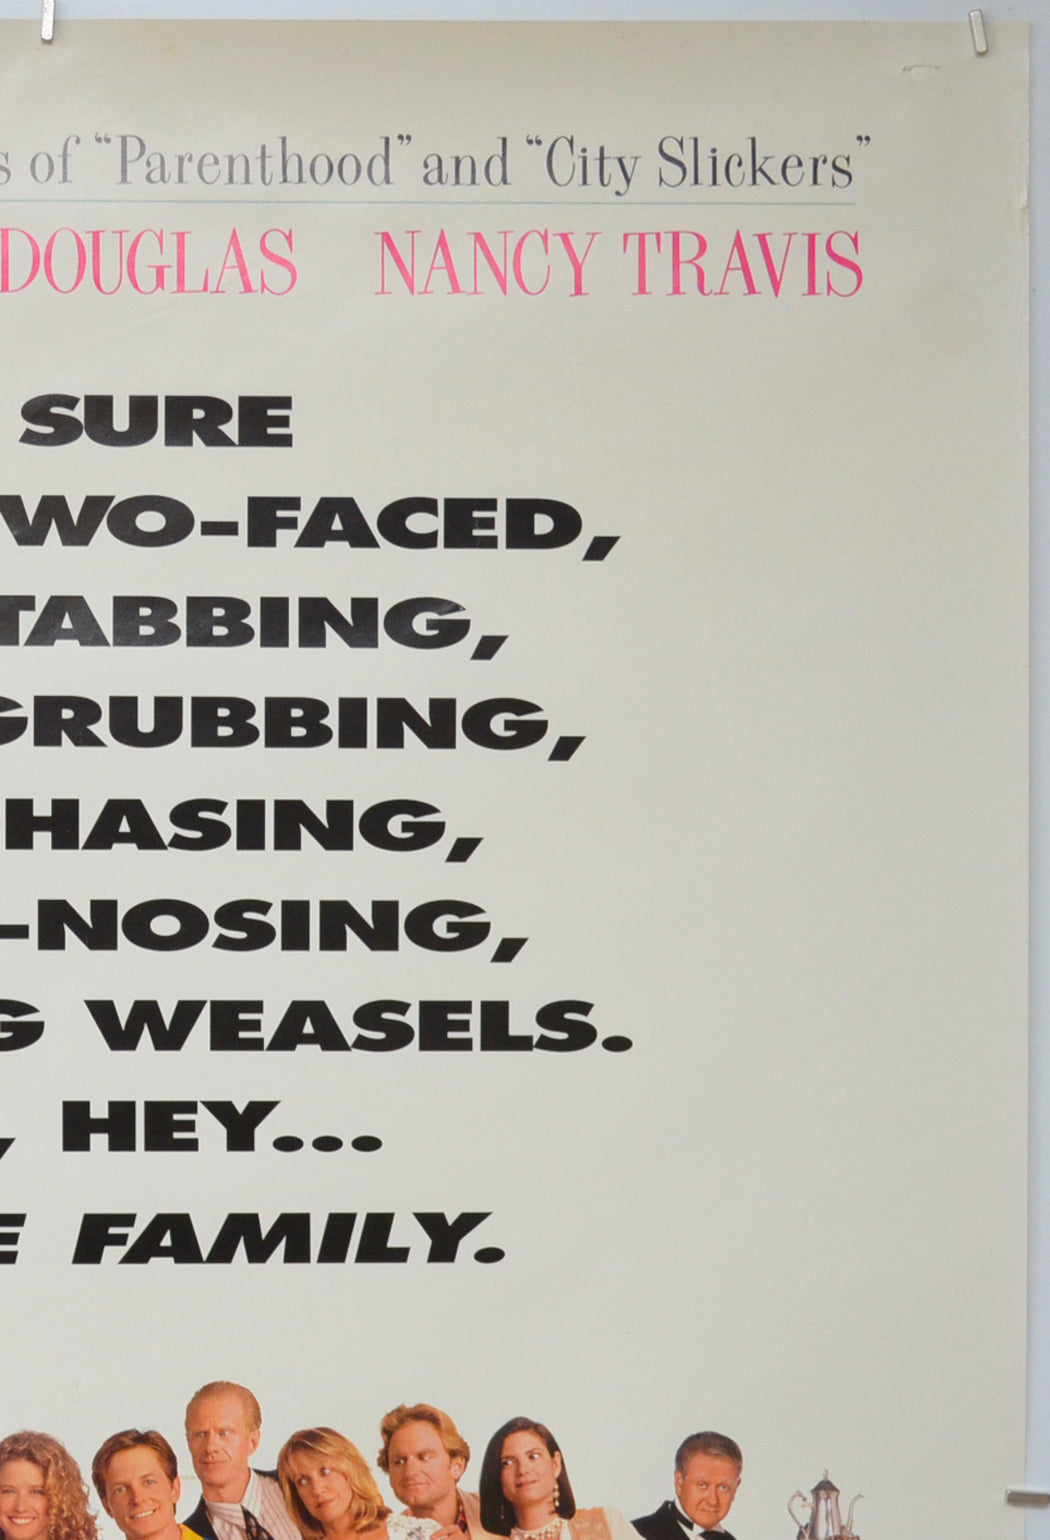 s of “Parenthood” and “City Slickers”
DOUGLAS NANCY TRAVIS
SURE
WO-FACED,
TABBING,
GRUBBING,
HASING,
-NOSING,
G WEASELS.
, HEY...
E FAMILY.